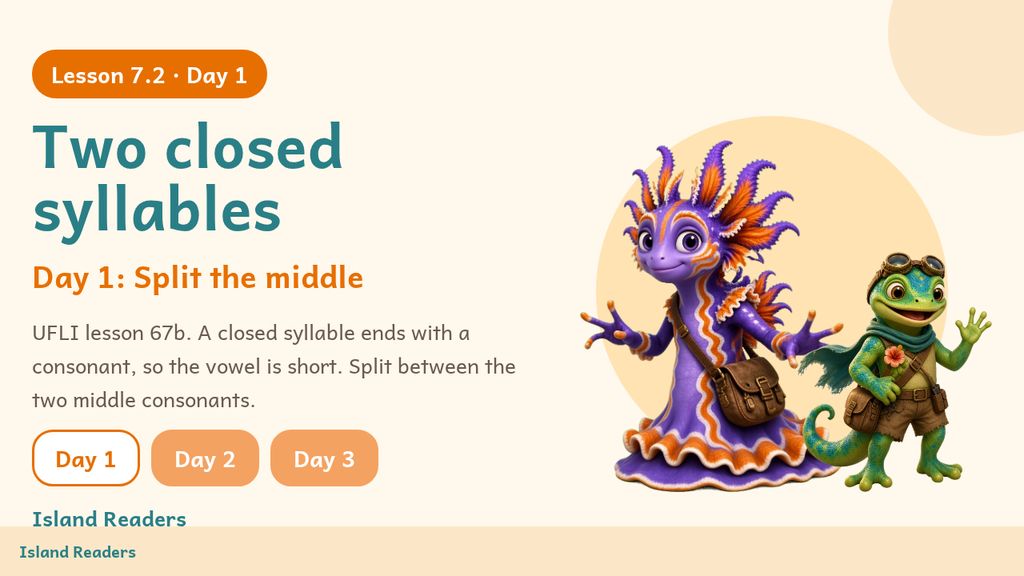 Lesson 7.2 · Day 1
Two closed
syllables
Day 1: Split the middle
UFLI lesson 67b. A closed syllable ends with a
consonant, so the vowel is short. Split between the
two middle consonants.
Day 1 Day 2 Day 3
Island Readers
Island Readers